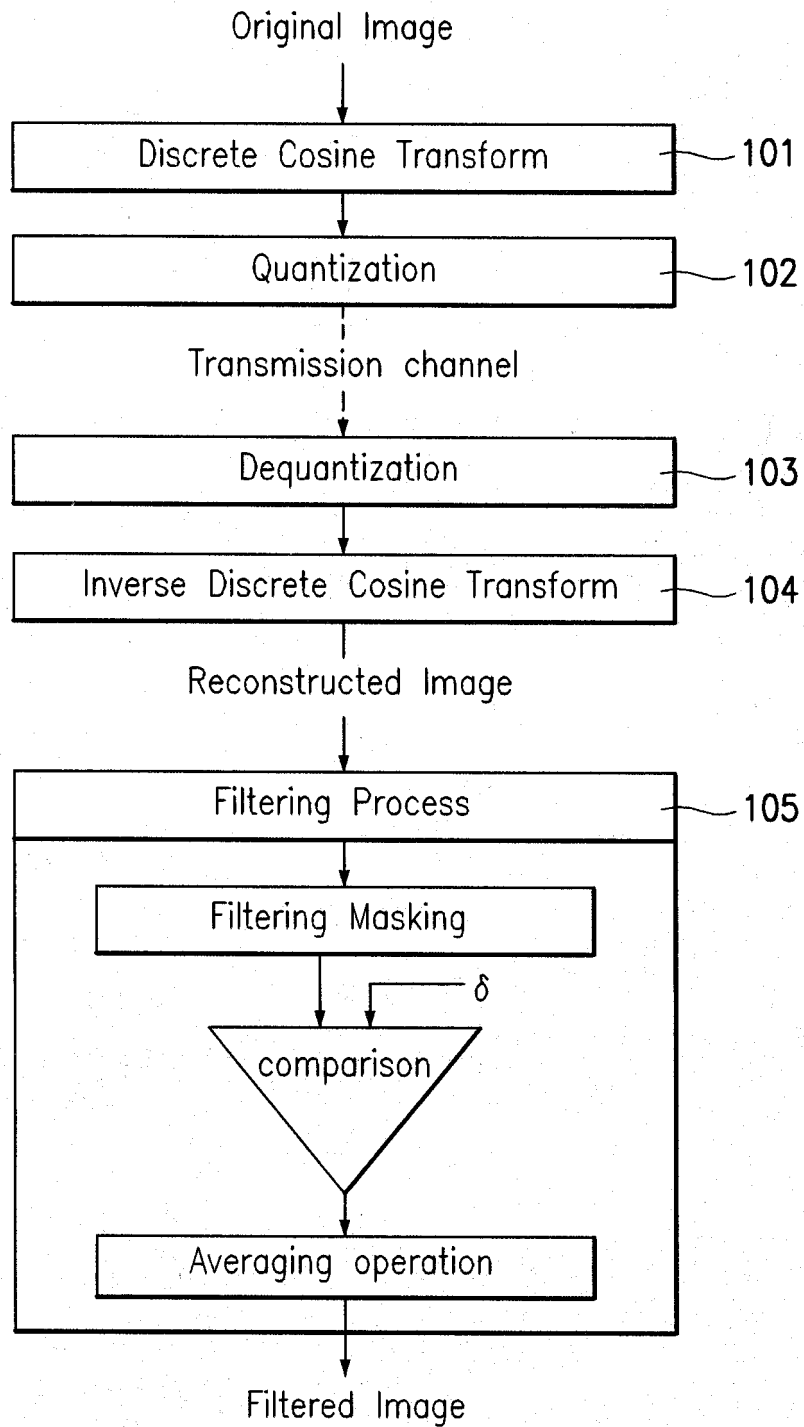 Original Image
Discrete Cosine Transform 101
Quantization 102
Transmission channel
Dequantization 103
Inverse Discrete Cosine Transform 104
Reconstructed Image
Filtering Process 105
Filtering Masking
δ
comparison
Averaging operation
Filtered Image